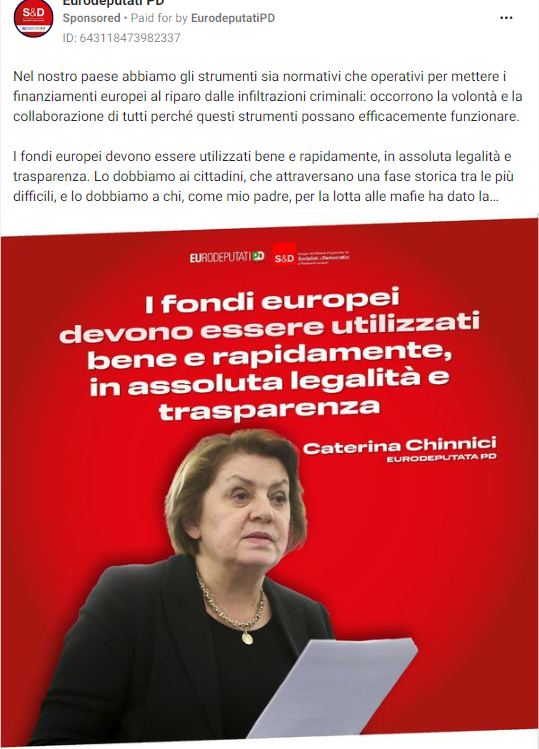 Eurodeputati PD
Sponsored • Paid for by EurodeputatiPD
ID: 643118473982337
Nel nostro paese abbiamo gli strumenti sia normativi che operativi per mettere i
finanziamenti europei al riparo dalle infiltrazioni criminali: occorrono la volontà e la
collaborazione di tutti perché questi strumenti possano efficacemente funzionare.
I fondi europei devono essere utilizzati bene e rapidamente, in assoluta legalità e
trasparenza. Lo dobbiamo ai cittadini, che attraversano una fase storica tra le più
difficili, e lo dobbiamo a chi, come mio padre, per la lotta alle mafie ha dato la...
EURODEPUTATI PD
S&D
Socialisti e Democratici
I fondi europei
devono essere utilizzati
bene e rapidamente,
in assoluta legalità e
trasparenza
Caterina Chinnici
EURODEPUTATA PD